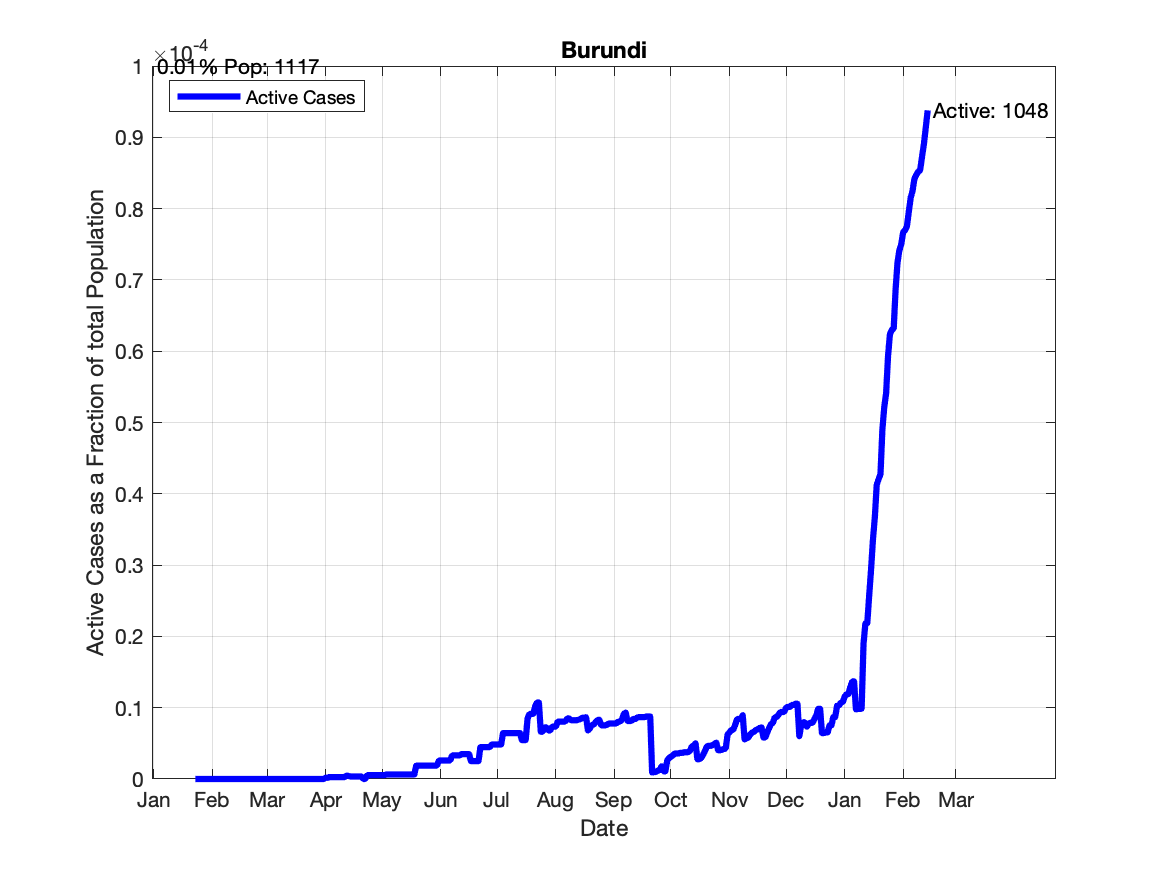 Burundi
×10-4
0.01% Pop: 1117
Active Cases
Active: 1048
1
0.9
0.8
0.7
0.6
0.5
0.4
0.3
0.2
0.1
0
Active Cases as a Fraction of total Population
Jan Feb Mar Apr May Jun Jul Aug Sep Oct Nov Dec Jan Feb Mar
Date